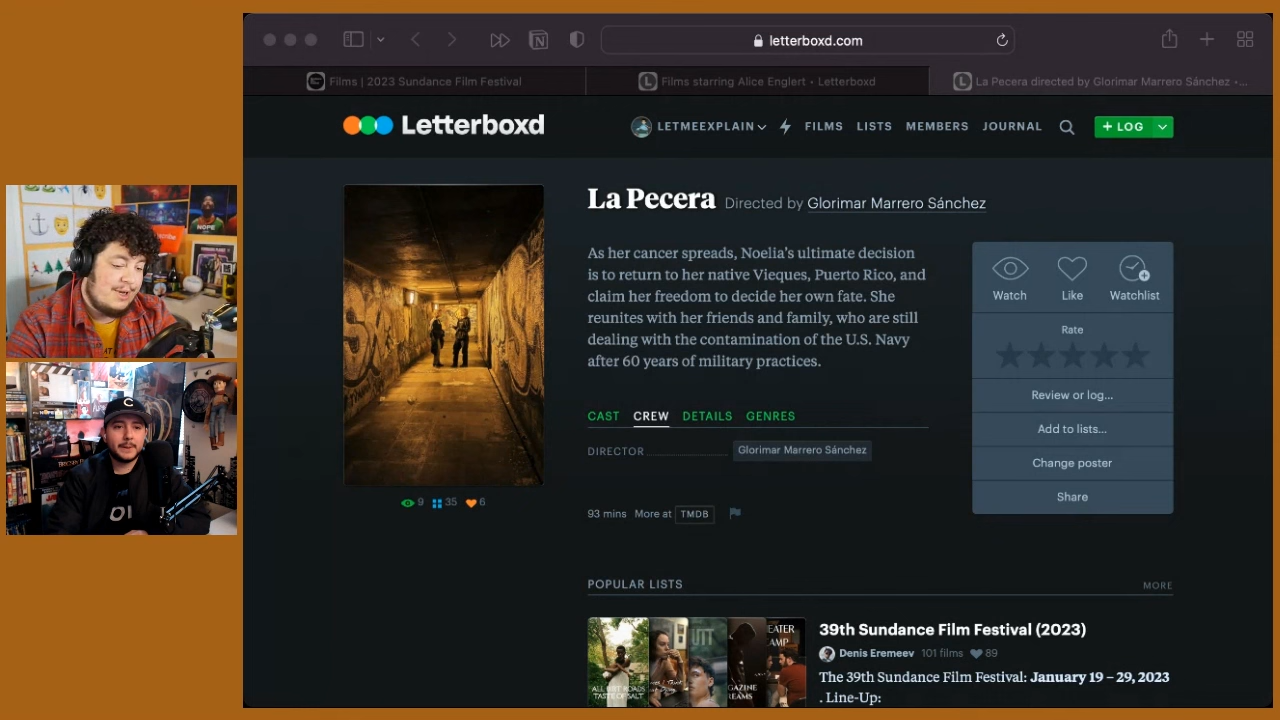 letterboxd.com
Films | 2023 Sundance Film Festival
Films starring Alice Englert • Letterboxd
La Pecera directed by Glorimar Marrero Sánchez •...
Letterboxd
LETMEEXPLAIN
FILMS
LISTS
MEMBERS
JOURNAL
+ LOG
La Pecera Directed by Glorimar Marrero Sánchez
As her cancer spreads, Noelia’s ultimate decision
is to return to her native Vieques, Puerto Rico, and
claim her freedom to decide her own fate. She
reunites with her friends and family, who are still
dealing with the contamination of the U.S. Navy
after 60 years of military practices.
Watch
Like
Watchlist
Rate
Review or log...
Add to lists...
Change poster
Share
CAST CREW DETAILS GENRES
DIRECTOR Glorimar Marrero Sánchez
9 35 6
93 mins More at TMDB
POPULAR LISTS
MORE
39th Sundance Film Festival (2023)
Denis Eremeev 101 films 89
The 39th Sundance Film Festival: January 19 – 29, 2023
. Line-Up:
ALL DIRT ROADS
TASTE OF SALT
NOPE